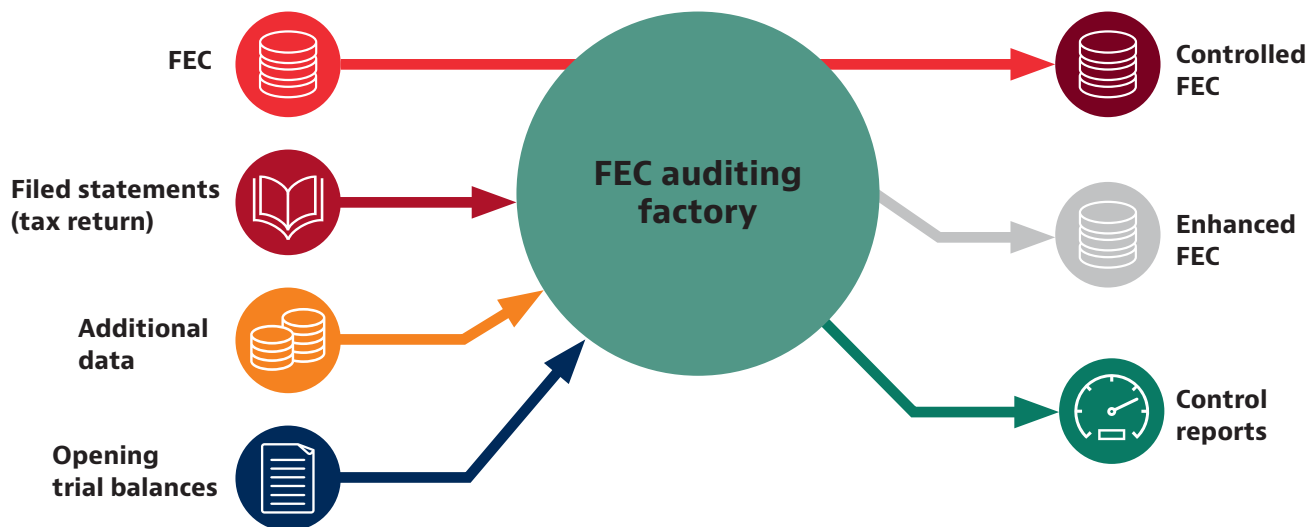 FEC
Filed statements
(tax return)
Additional
data
Opening
trial balances
FEC auditing
factory
Controlled
FEC
Enhanced
FEC
Control
reports